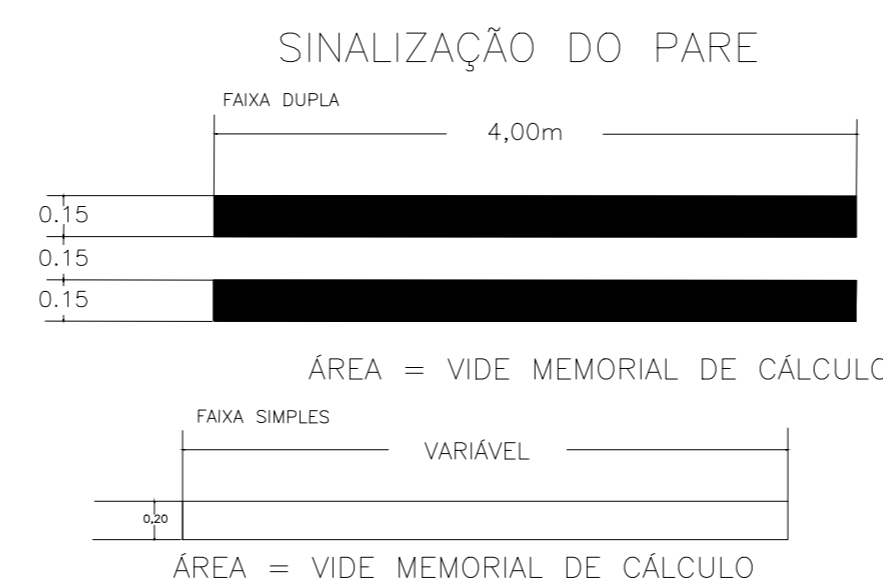 SINALIZAÇÃO DO PARE
FAIXA DUPLA
4,00m
0.15
0.15
0.15
ÁREA = VIDE MEMORIAL DE CÁLCULO
FAIXA SIMPLES
VARIÁVEL
0,20
ÁREA = VIDE MEMORIAL DE CÁLCULO